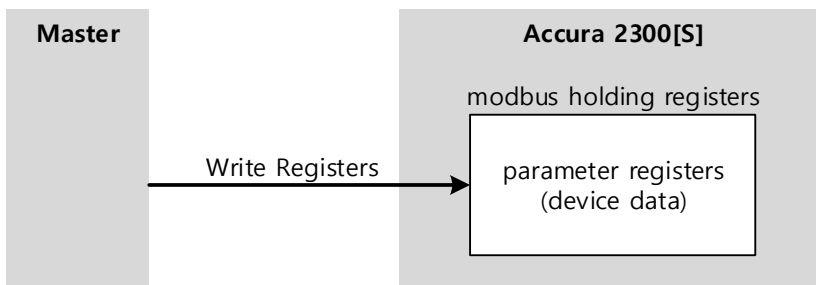 Master
Accura 2300[S]
modbus holding registers
Write Registers
parameter registers
(device data)